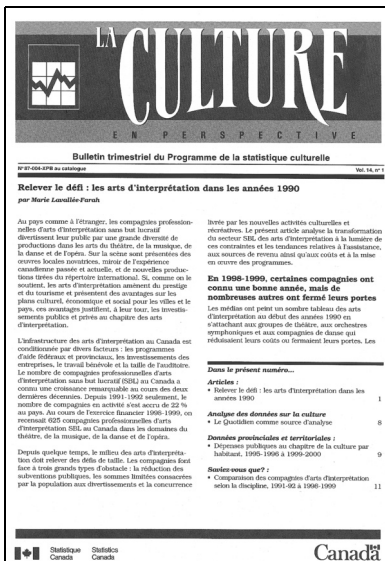 LA
CULTURE
EN PERSPECTIVE
Bulletin trimestriel du Programme de la statistique culturelle
N° 87-004-XPB au catalogue
Vol. 14, n° 1
Relever le défi : les arts d'interprétation dans les années 1990
par Marie Lavallée-Farah
Au pays comme à l'étranger, les compagnies profession-
nelles d'arts d'interprétation sans but lucratif
divertissent leur public par une grande diversité de
productions dans les arts du théâtre, de la musique, de
la danse et de l'opéra. Sur la scène sont présentées des
œuvres locales novatrices, miroir de l'expérience
canadienne passée et actuelle, et de nouvelles produc-
tions tirées du répertoire international. Si, comme on le
soutient, les arts d'interprétation amènent du prestige
et du tourisme et présentent des avantages sur les
plans culturel, économique et social pour les villes et le
pays, ces avantages justifient, à leur tour, les investis-
sements publics et privés au chapitre des arts
d'interprétation.
L'infrastructure des arts d'interprétation au Canada est
conditionnée par divers facteurs : les programmes
d'aide fédéraux et provinciaux, les investissements des
entreprises, le travail bénévole et la taille de l'auditoire.
Le nombre de compagnies professionnelles d'arts
d'interprétation sans but lucratif (SBL) au Canada a
connu une croissance remarquable au cours des deux
dernières décennies. Depuis 1991-1992 seulement, le
nombre de compagnies en activité s'est accru de 22 %
au pays. Au cours de l'exercice financier 1998-1999, on
recensait 625 compagnies professionnelles d'arts
d'interprétation SBL au Canada dans les domaines du
théâtre, de la musique, de la danse et de l'opéra.
Depuis quelque temps, le milieu des arts d'interpréta-
tion doit relever des défis de taille. Les compagnies font
face à trois grands types d'obstacle : la réduction des
subventions publiques, les sommes limitées consacrées
par la population aux divertissements et la concurrence
livrée par les nouvelles activités culturelles et
récréatives. Le présent article analyse la transformation
du secteur SBL des arts d'interprétation à la lumière de
ces contraintes et les tendances relatives à l'assistance,
aux sources de revenu ainsi qu'aux coûts et à la mise
en œuvre des programmes.
En 1998-1999, certaines compagnies ont
connu une bonne année, mais de
nombreuses autres ont fermé leurs portes
Les médias ont peint un sombre tableau des arts
d'interprétation au début des années 1990 en
s'attachant aux groupes de théâtre, aux orchestres
symphoniques et aux compagnies de danse qui
réduisaient leurs coûts ou fermaient leurs portes. Les
Dans le présent numéro...
Articles :
• Relever le défi : les arts d'interprétation dans les
années 1990 1
Analyse des données sur la culture
• Le Quotidien comme source d'analyse 8
Données provinciales et territoriales :
• Dépenses publiques au chapitre de la culture par
habitant, 1995-1996 à 1999-2000 9
Saviez-vous que? :
• Comparaison des compagnies d'arts d'interprétation
selon la discipline, 1991-92 à 1998-1999 11
Statistique Canada
Statistics Canada
Canada